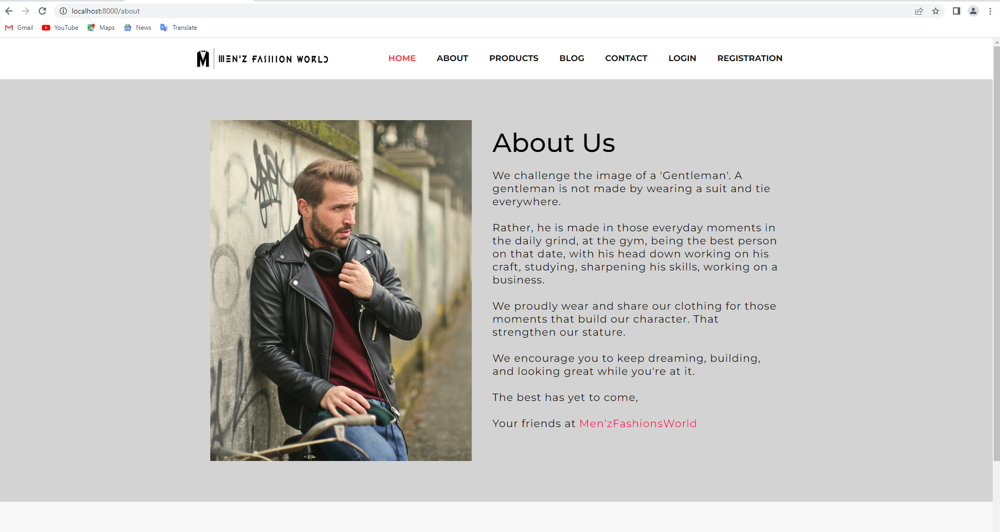 localhost:8000/about
Gmail YouTube Maps News Translate
MEN'Z FASHION WORLD
HOME ABOUT PRODUCTS BLOG CONTACT LOGIN REGISTRATION
About Us
We challenge the image of a 'Gentleman'. A
gentleman is not made by wearing a suit and tie
everywhere.
Rather, he is made in those everyday moments in
the daily grind, at the gym, being the best person
on that date, with his head down working on his
craft, studying, sharpening his skills, working on a
business.
We proudly wear and share our clothing for those
moments that build our character. That
strengthen our stature.
We encourage you to keep dreaming, building,
and looking great while you're at it.
The best has yet to come,
Your friends at Men'zFashionsWorld